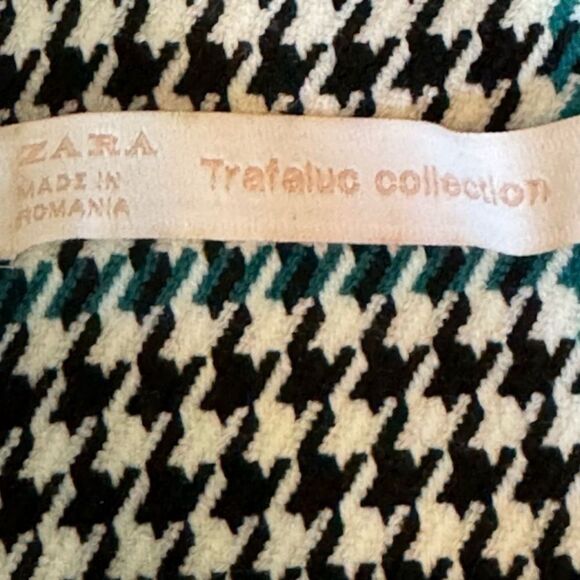 ZARA
MADE IN
ROMANIA
Trafaluc collection